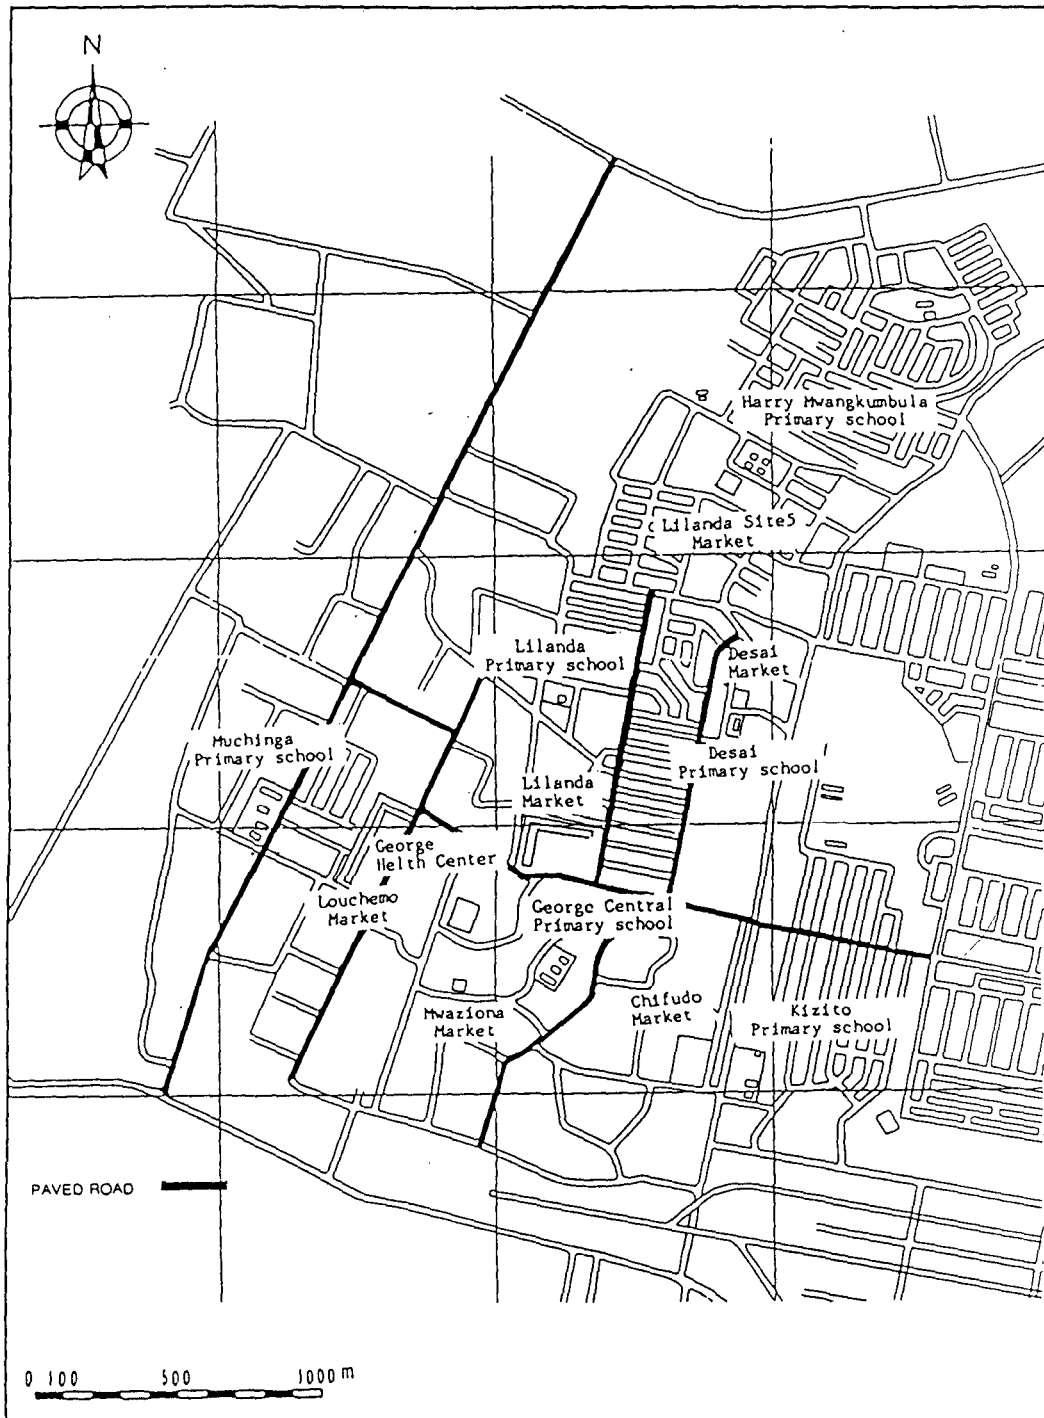 N
Harry Mwangkumbula
Primary school
Lilanda Site5
Market
Lilanda
Primary school
Desai
Market
Muchinga
Primary school
Desai
Primary school
Lilanda
Market
George
Helth Center
Louchemo
Market
George Central
Primary school
Mwaziona
Market
Chifudo
Market
Kizito
Primary school
PAVED ROAD
0 100 500 1000 m